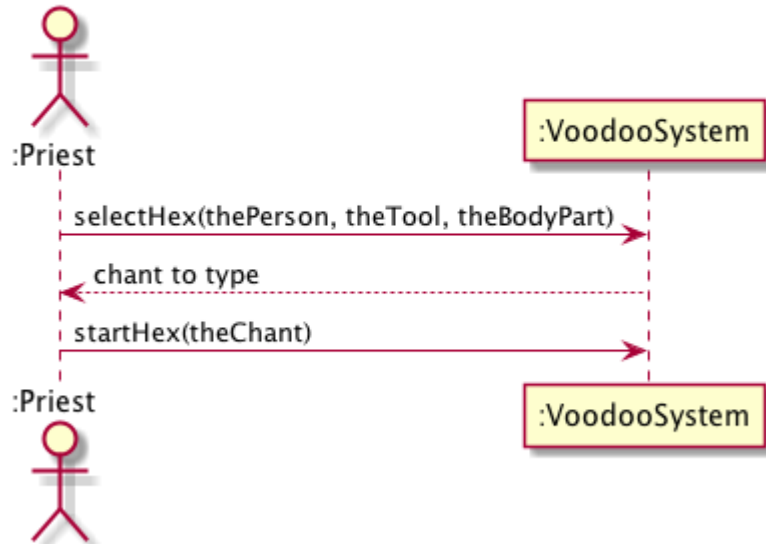 :Priest
:VoodooSystem
selectHex(thePerson, theTool, theBodyPart)
chant to type
startHex(theChant)
:Priest
:VoodooSystem